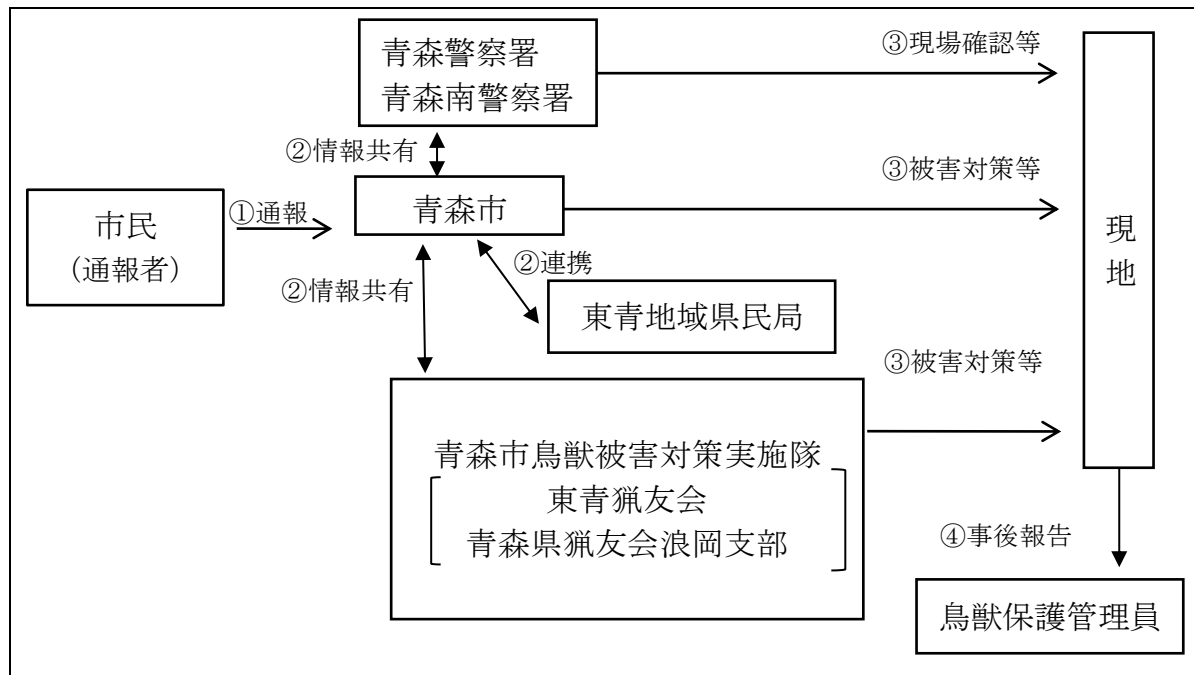 青森警察署
青森南警察署
③現場確認等
②情報共有
③被害対策等
市民
（通報者）
①通報
青森市
現地
②連携
②情報共有
東青地域県民局
③被害対策等
青森市鳥獣被害対策実施隊
東青猟友会
青森県猟友会浪岡支部
④事後報告
鳥獣保護管理員